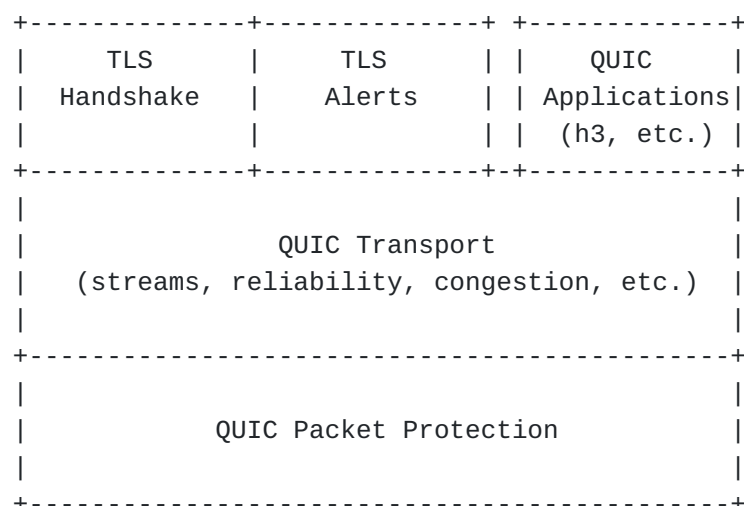 +--------------+--------------+ +-------------+
|     TLS      |     TLS      | |    QUIC     |
|  Handshake   |    Alerts    | | Applications|
|              |              | |  (h3, etc.) |
+--------------+--------------+-+-------------+
|                                             |
|                QUIC Transport               |
|   (streams, reliability, congestion, etc.)  |
|                                             |
+---------------------------------------------+
|                                             |
|            QUIC Packet Protection           |
|                                             |
+---------------------------------------------+